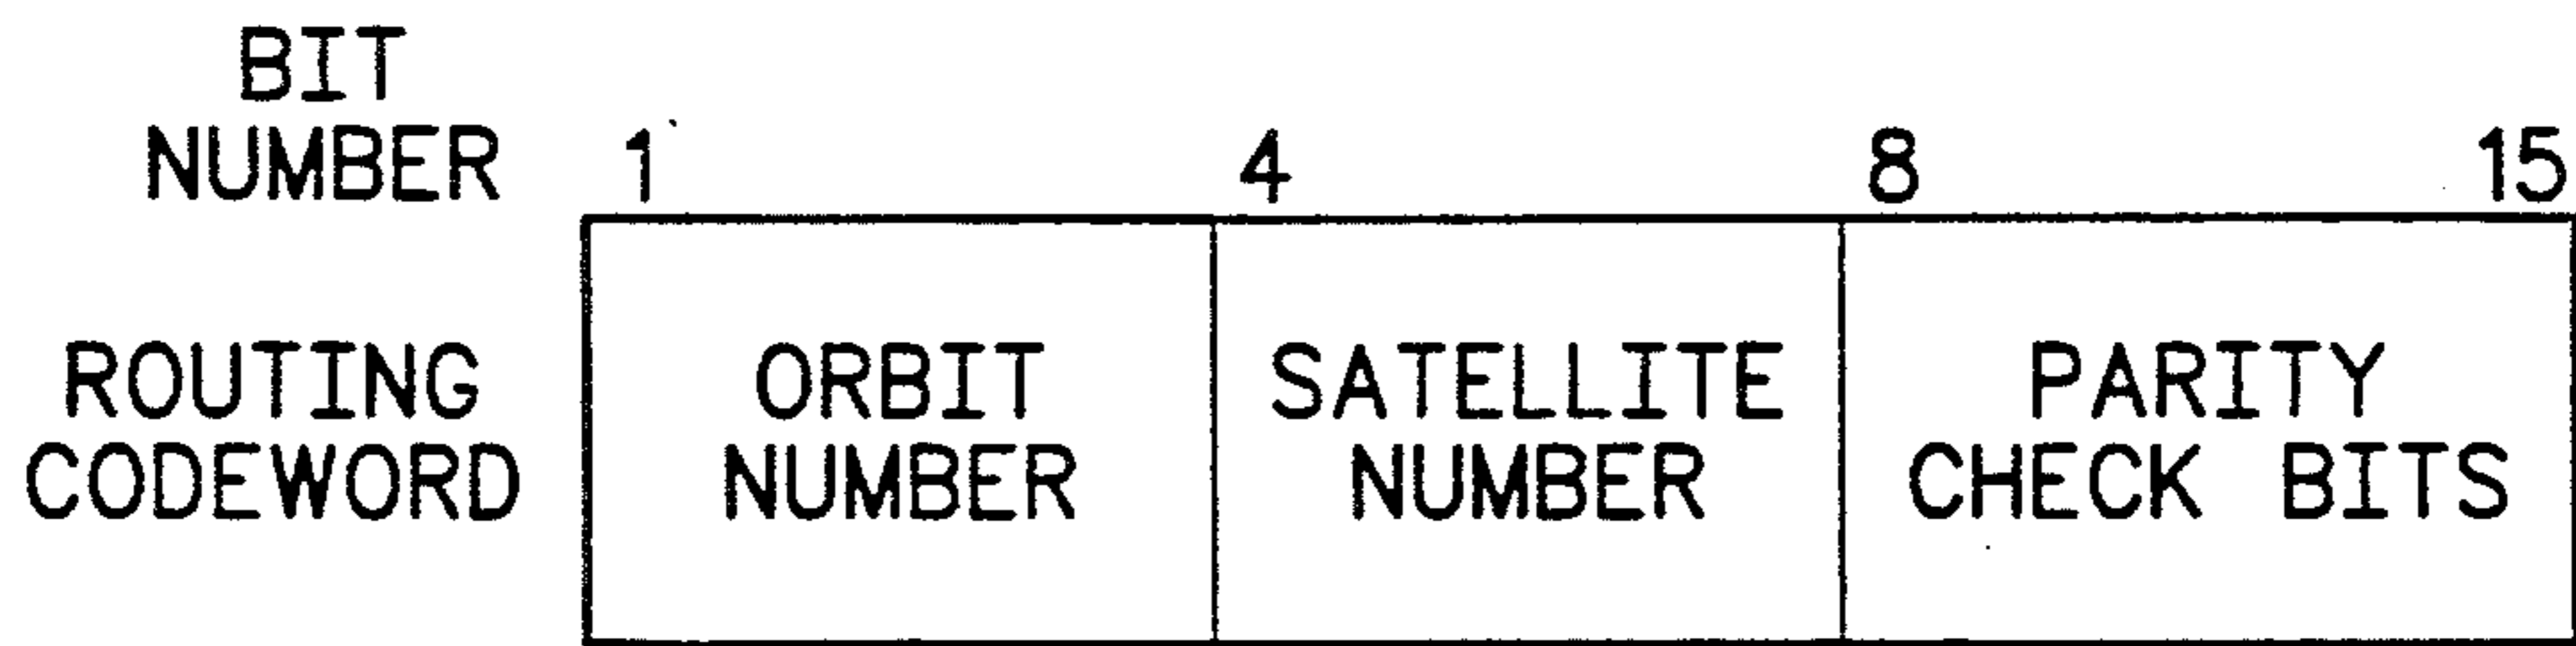 BIT
NUMBER 1 4 8 15
ROUTING ORBIT SATELLITE PARITY
CODEWORD NUMBER NUMBER CHECK BITS